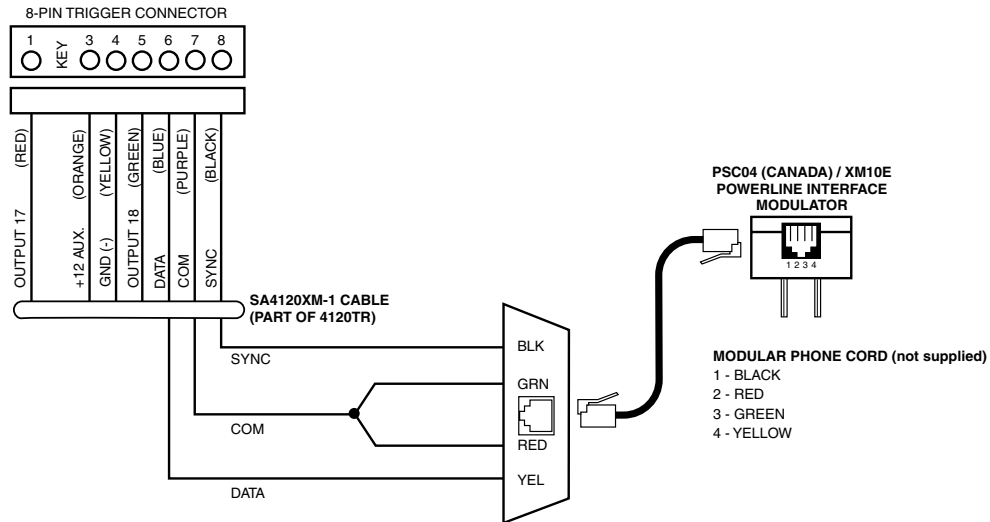 8-PIN TRIGGER CONNECTOR
1 KEY 3 4 5 6 7 8
OUTPUT 17 (RED)
+12 AUX. (ORANGE)
GND (-) (YELLOW)
OUTPUT 18 (GREEN)
DATA (BLUE)
COM (PURPLE)
SYNC (BLACK)
SA4120XM-1 CABLE
(PART OF 4120TR)
SYNC
COM
DATA
BLK
GRN
RED
YEL
PSC04 (CANADA) / XM10E
POWERLINE INTERFACE
MODULATOR
1 2 3 4
MODULAR PHONE CORD (not supplied)
1 - BLACK
2 - RED
3 - GREEN
4 - YELLOW